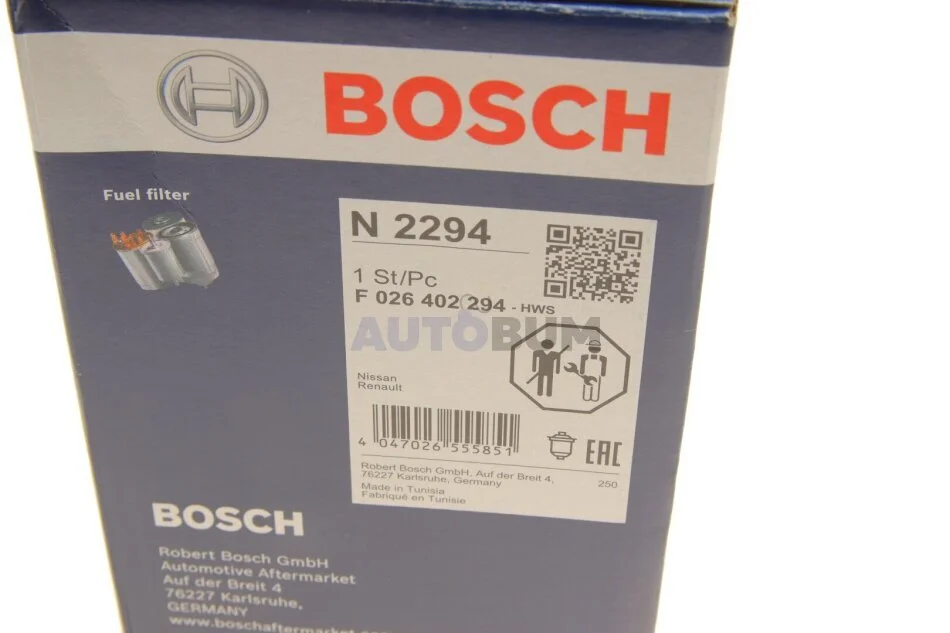 BOSCH
Fuel filter
N 2294
1 St/Pc
F 026 402 294 - HWS
AUTOBUM
Nissan
Renault
4 047026 555851
EAC
Robert Bosch GmbH, Auf der Breit 4,
76227 Karlsruhe, Germany
250
Made in Tunisia
Fabriqué en Tunisie
BOSCH
Robert Bosch GmbH
Automotive Aftermarket
Auf der Breit 4
76227 Karlsruhe,
GERMANY